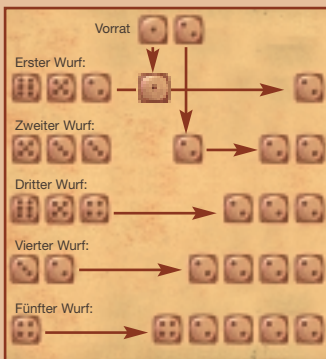 Vorrat
Erster Wurf:
Zweiter Wurf:
Dritter Wurf:
Vierter Wurf:
Fünfter Wurf: